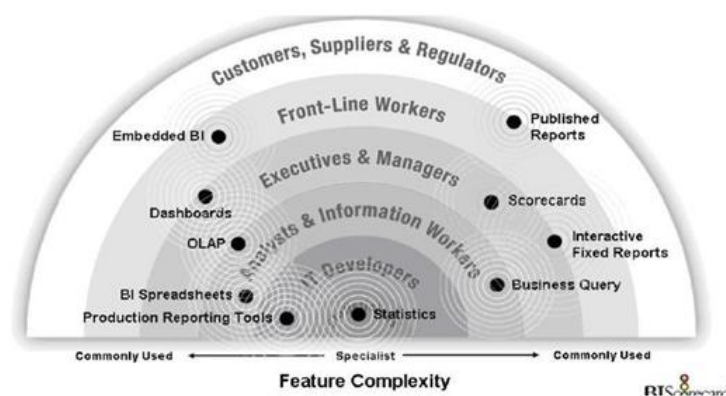 Customers, Suppliers & Regulators
Front-Line Workers
Embedded BI
Published
Reports
Executives & Managers
Dashboards
Scorecards
Analysts & Information Workers
OLAP
Interactive
Fixed Reports
IT Developers
BI Spreadsheets
Business Query
Production Reporting Tools
Statistics
Commonly Used
Specialist
Commonly Used
Feature Complexity
BIScorecard